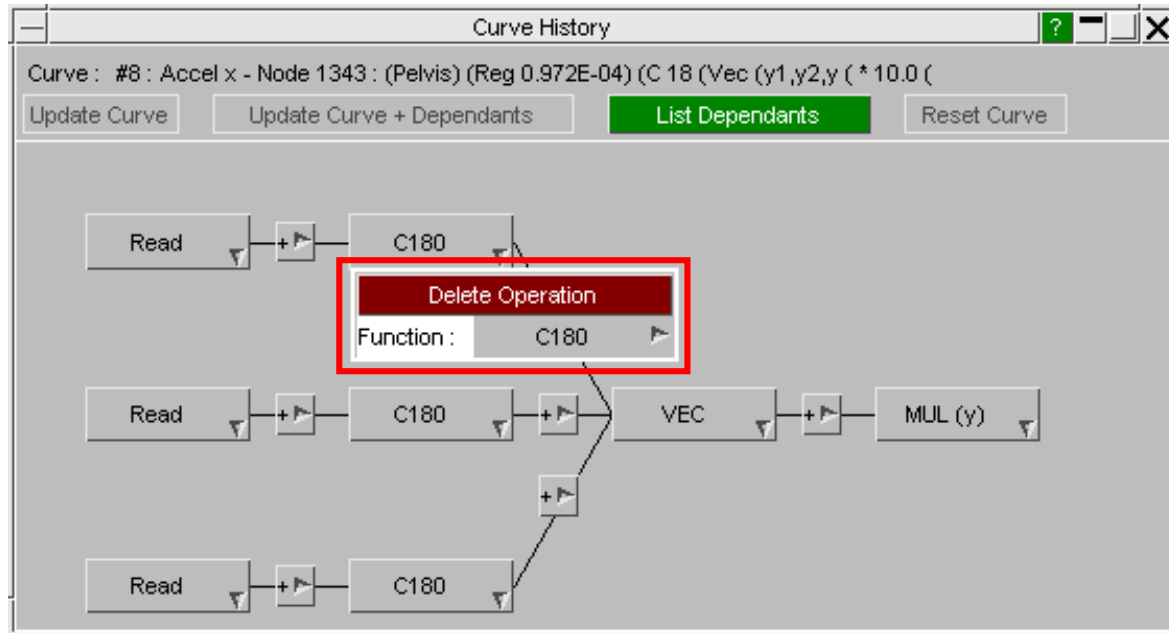 Curve History ?
Curve : #8 : Accel x - Node 1343 : (Pelvis) (Reg 0.972E-04) (C 18 (Vec (y1,y2,y ( * 10.0 (
Update Curve Update Curve + Dependants List Dependants Reset Curve
Read + C180
Delete Operation
Function : C180
Read + C180 + VEC + MUL (y)
+
Read + C180